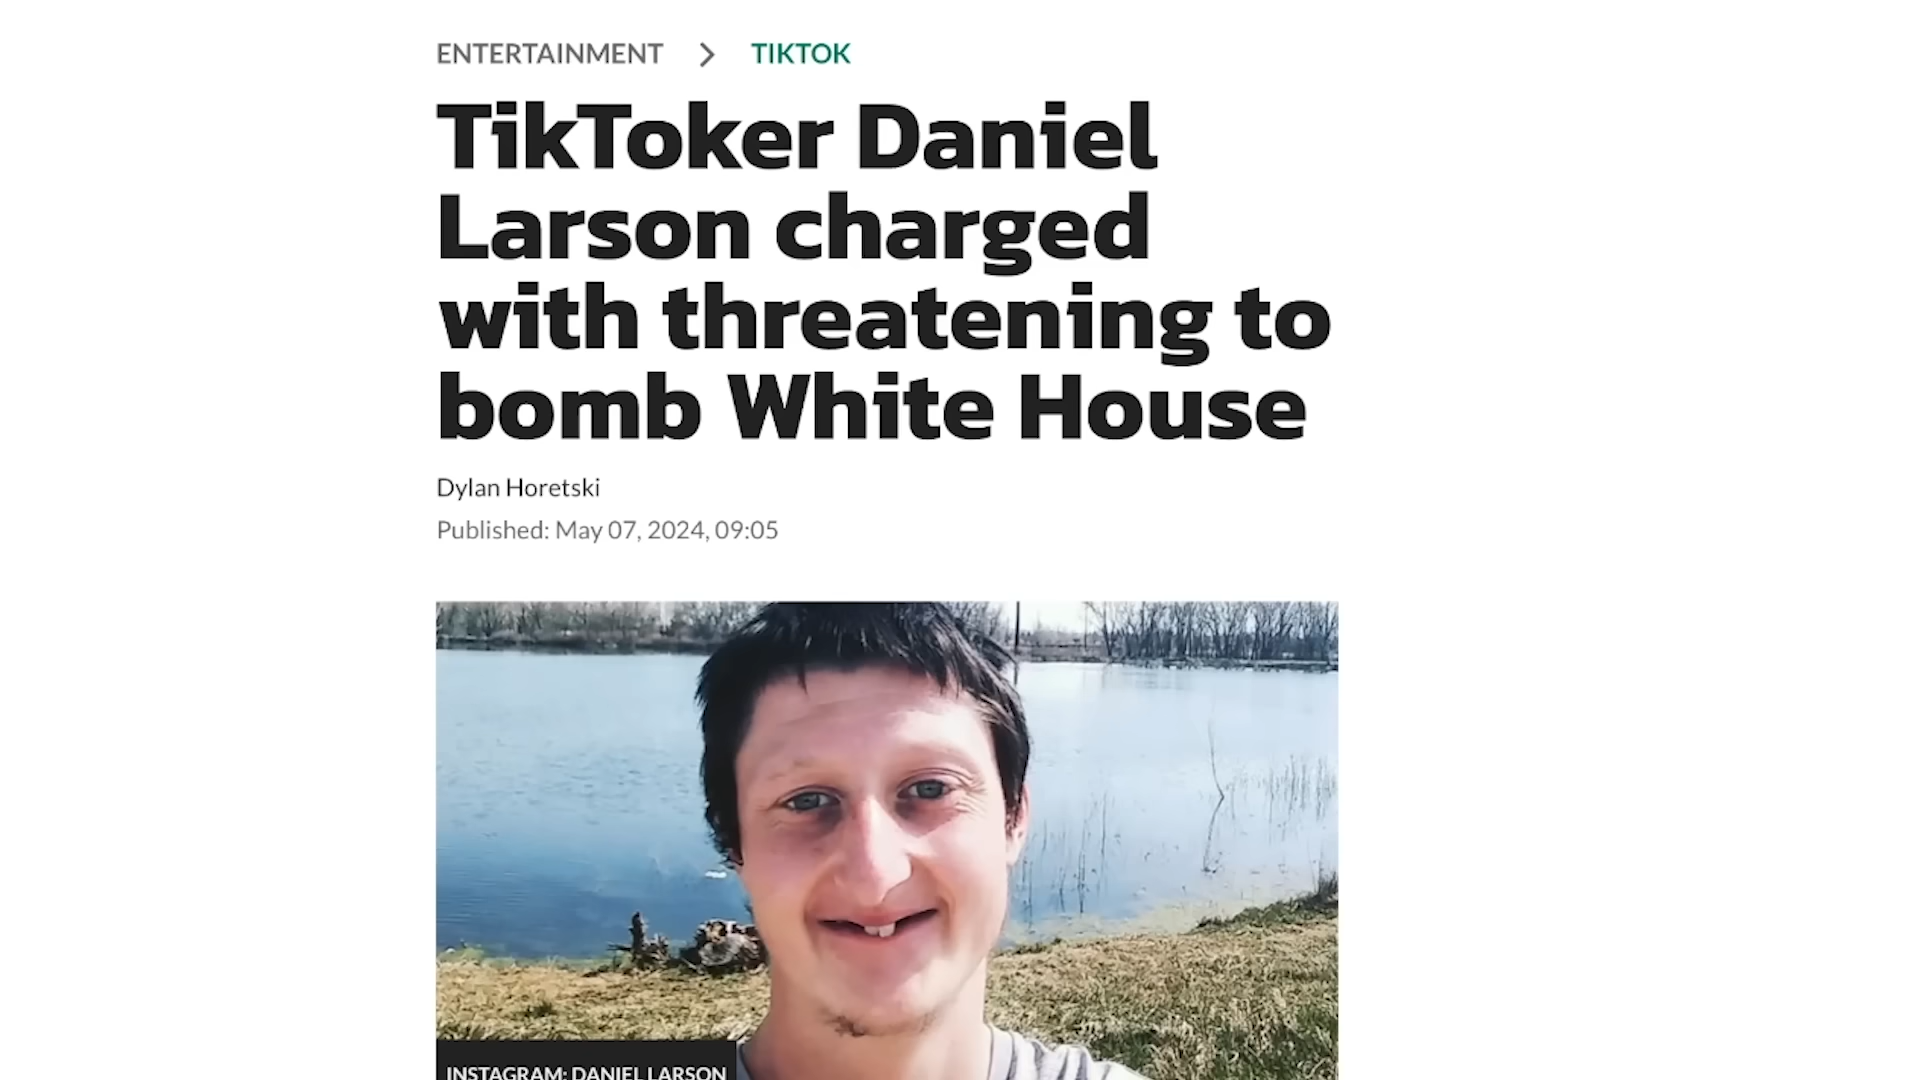 ENTERTAINMENT > TIKTOK
TikToker Daniel
Larson charged
with threatening to
bomb White House
Dylan Horetski
Published: May 07, 2024, 09:05
INSTAGRAM: DANIEL LARSON